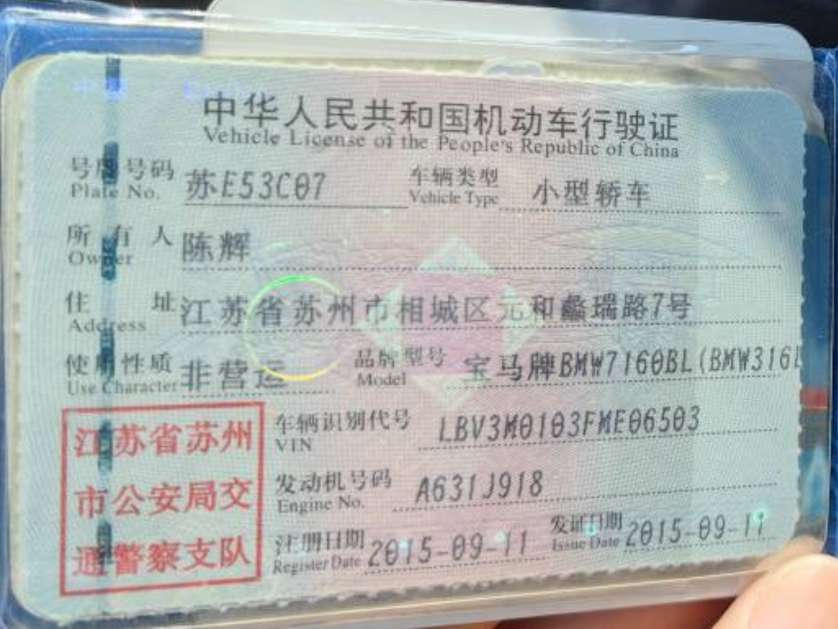 中华人民共和国机动车行驶证
Vehicle License of the People's Republic of China
号牌号码 苏E53C07 车辆类型 小型轿车
Plate No. Vehicle Type
所有人 陈辉
Owner
住址 江苏省苏州市相城区元和蠡瑞路7号
Address
使用性质 非营运 品牌型号 宝马牌BMW7160BL(BMW316L
Use Character Model
江苏省苏州
市公安局交
通警察支队
车辆识别代号 LBV3M0103FME06503
VIN
发动机号码 A631J918
Engine No.
注册日期 2015-09-11 发证日期 2015-09-11
Register Date Issue Date